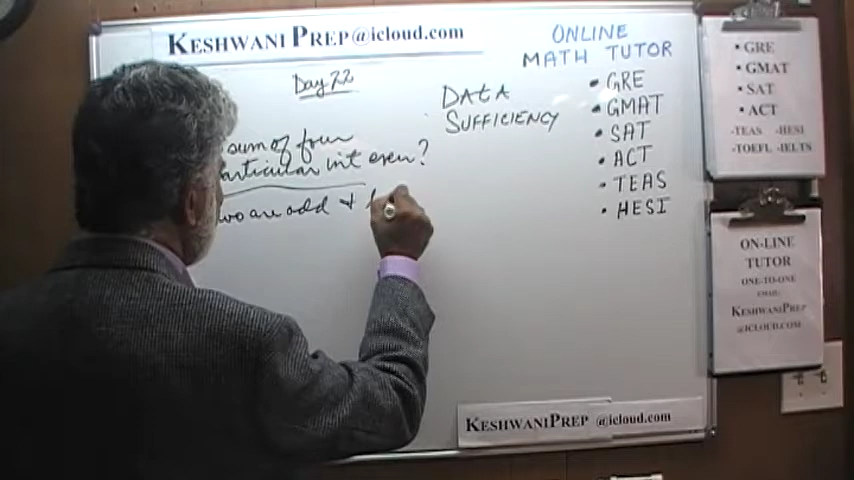 KESHWANI PREP@icloud.com
Day 22
sum of four
particular int even?
two are odd +
DATA
SUFFICIENCY
ONLINE
MATH TUTOR
• GRE
• GMAT
• SAT
• ACT
• TEAS
• HESI
• GRE
• GMAT
• SAT
• ACT
-TEAS -HESI
-TOEFL -IELTS
ON-LINE
TUTOR
ONE-TO-ONE
EMAIL:
KESHWANIPREP
@iCLOUD.COM
KESHWANIPREP @icloud.com